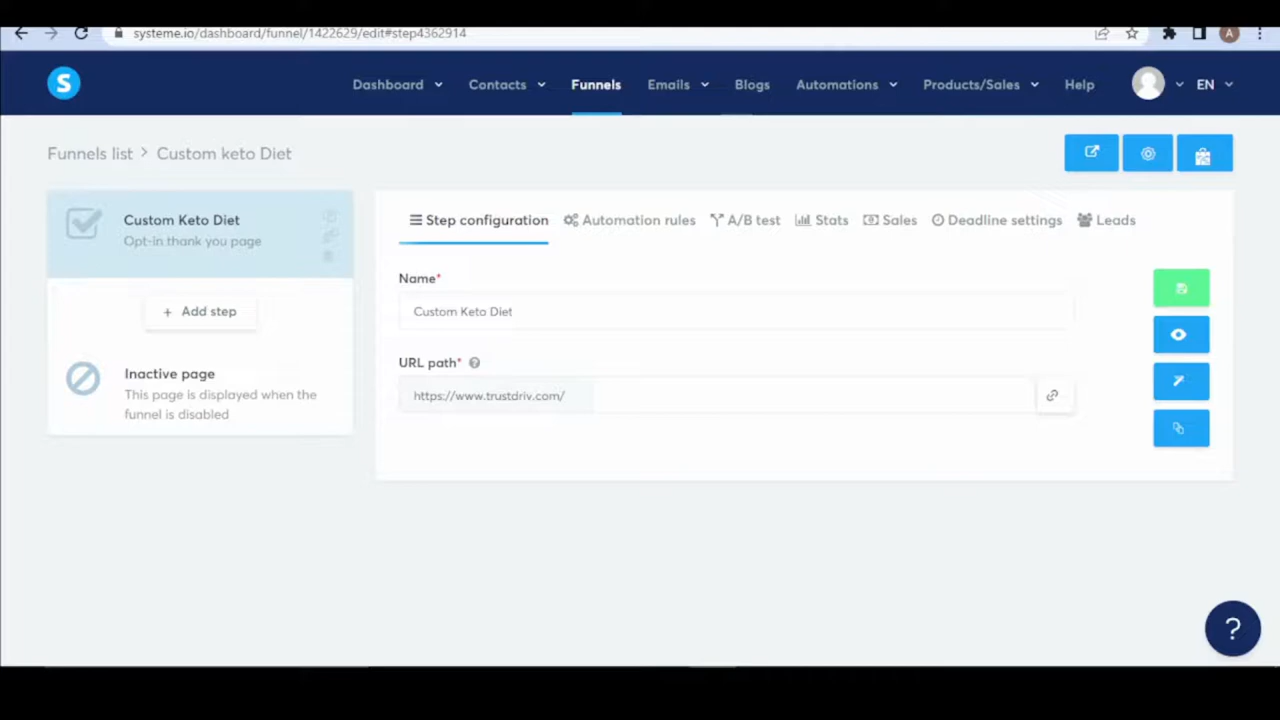 systeme.io/dashboard/funnel/1422629/edit#step4362914
A
S
Dashboard
Contacts
Funnels
Emails
Blogs
Automations
Products/Sales
Help
EN
Funnels list > Custom keto Diet
Custom Keto Diet
Opt-in thank you page
+ Add step
Inactive page
This page is displayed when the
funnel is disabled
Step configuration
Automation rules
A/B test
Stats
Sales
Deadline settings
Leads
Name*
Custom Keto Diet
URL path* ?
https://www.trustdriv.com/
?